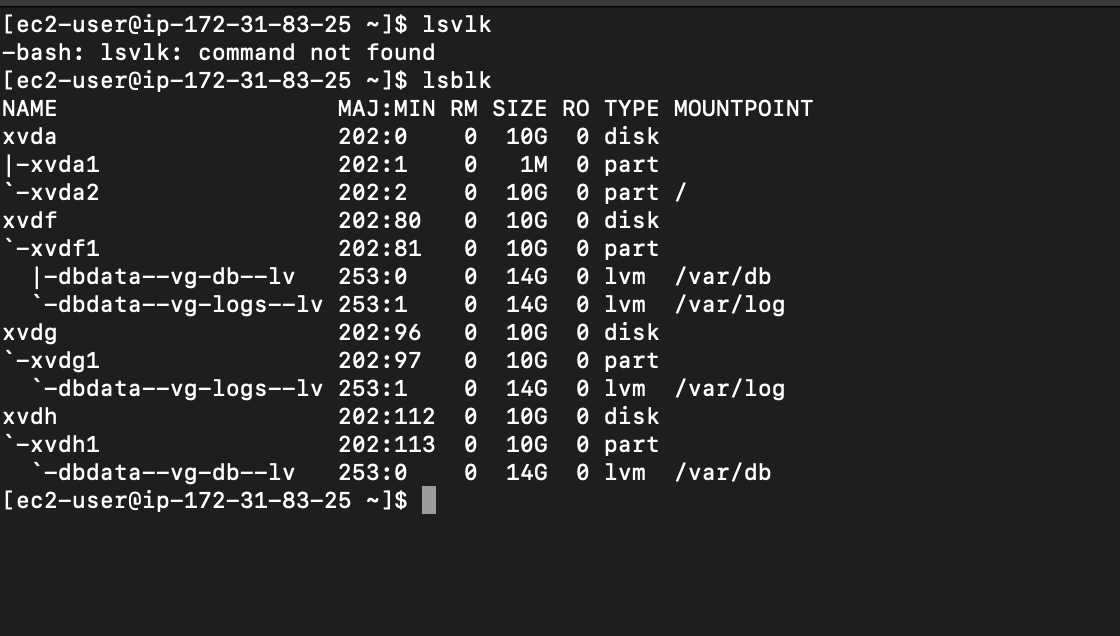 [ec2-user@ip-172-31-83-25 ~]$ lsvlk
-bash: lsvlk: command not found
[ec2-user@ip-172-31-83-25 ~]$ lsblk
NAME                    MAJ:MIN RM SIZE RO TYPE MOUNTPOINT
xvda                    202:0    0  10G  0 disk
|-xvda1                 202:1    0   1M  0 part
`-xvda2                 202:2    0  10G  0 part /
xvdf                    202:80   0  10G  0 disk
`-xvdf1                 202:81   0  10G  0 part
  |-dbdata--vg-db--lv   253:0    0  14G  0 lvm  /var/db
  `-dbdata--vg-logs--lv 253:1    0  14G  0 lvm  /var/log
xvdg                    202:96   0  10G  0 disk
`-xvdg1                 202:97   0  10G  0 part
  `-dbdata--vg-logs--lv 253:1    0  14G  0 lvm  /var/log
xvdh                    202:112  0  10G  0 disk
`-xvdh1                 202:113  0  10G  0 part
  `-dbdata--vg-db--lv   253:0    0  14G  0 lvm  /var/db
[ec2-user@ip-172-31-83-25 ~]$